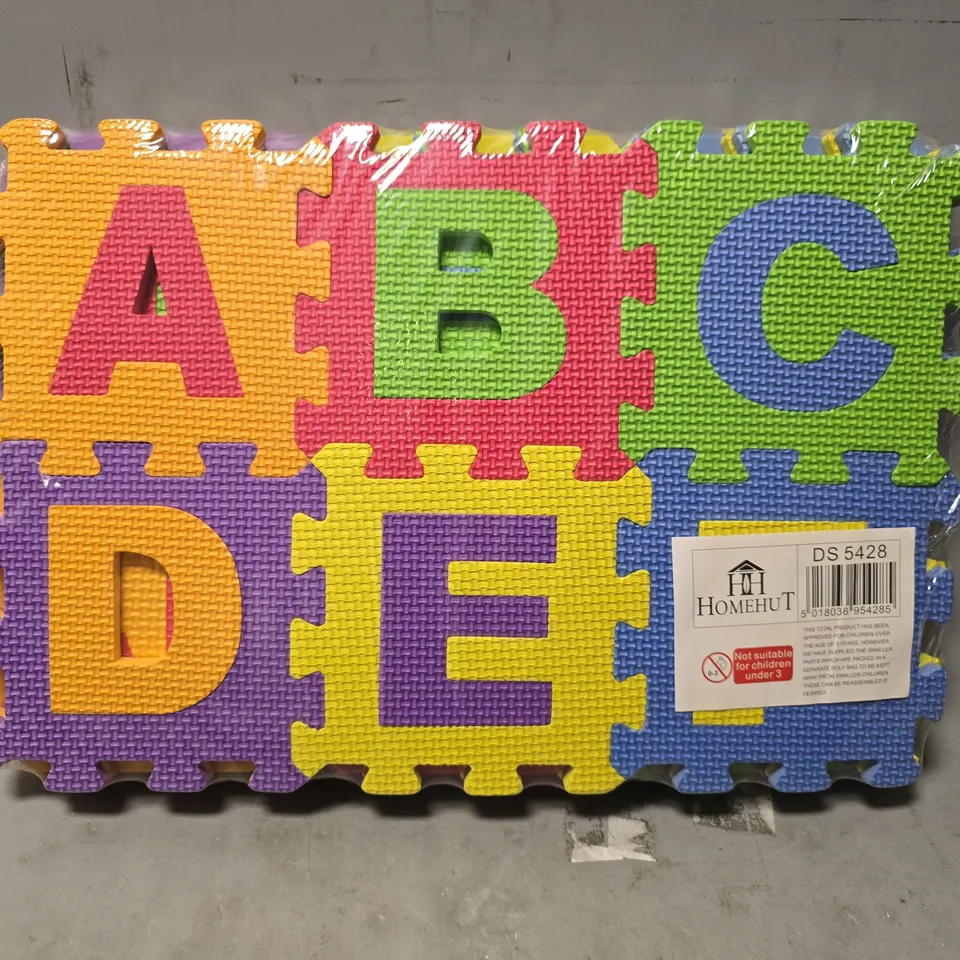 A B C
D E
DS 5428
HOMEHUT
5 018036 954285
THIS TOTAL PRODUCT HAS BEEN
APPROVED FOR CHILDREN OVER
THE AGE OF 3 YEARS. HOWEVER
WE HAVE SUPPLIED THE SMALLER
PARTS WHICH ARE PACKED IN A
SEPARATE POLY BAG, TO BE KEPT
AWAY FROM SMALLER CHILDREN.
THESE CAN BE REASSEMBLED IF
DESIRED.
0-3
Not suitable
for children
under 3